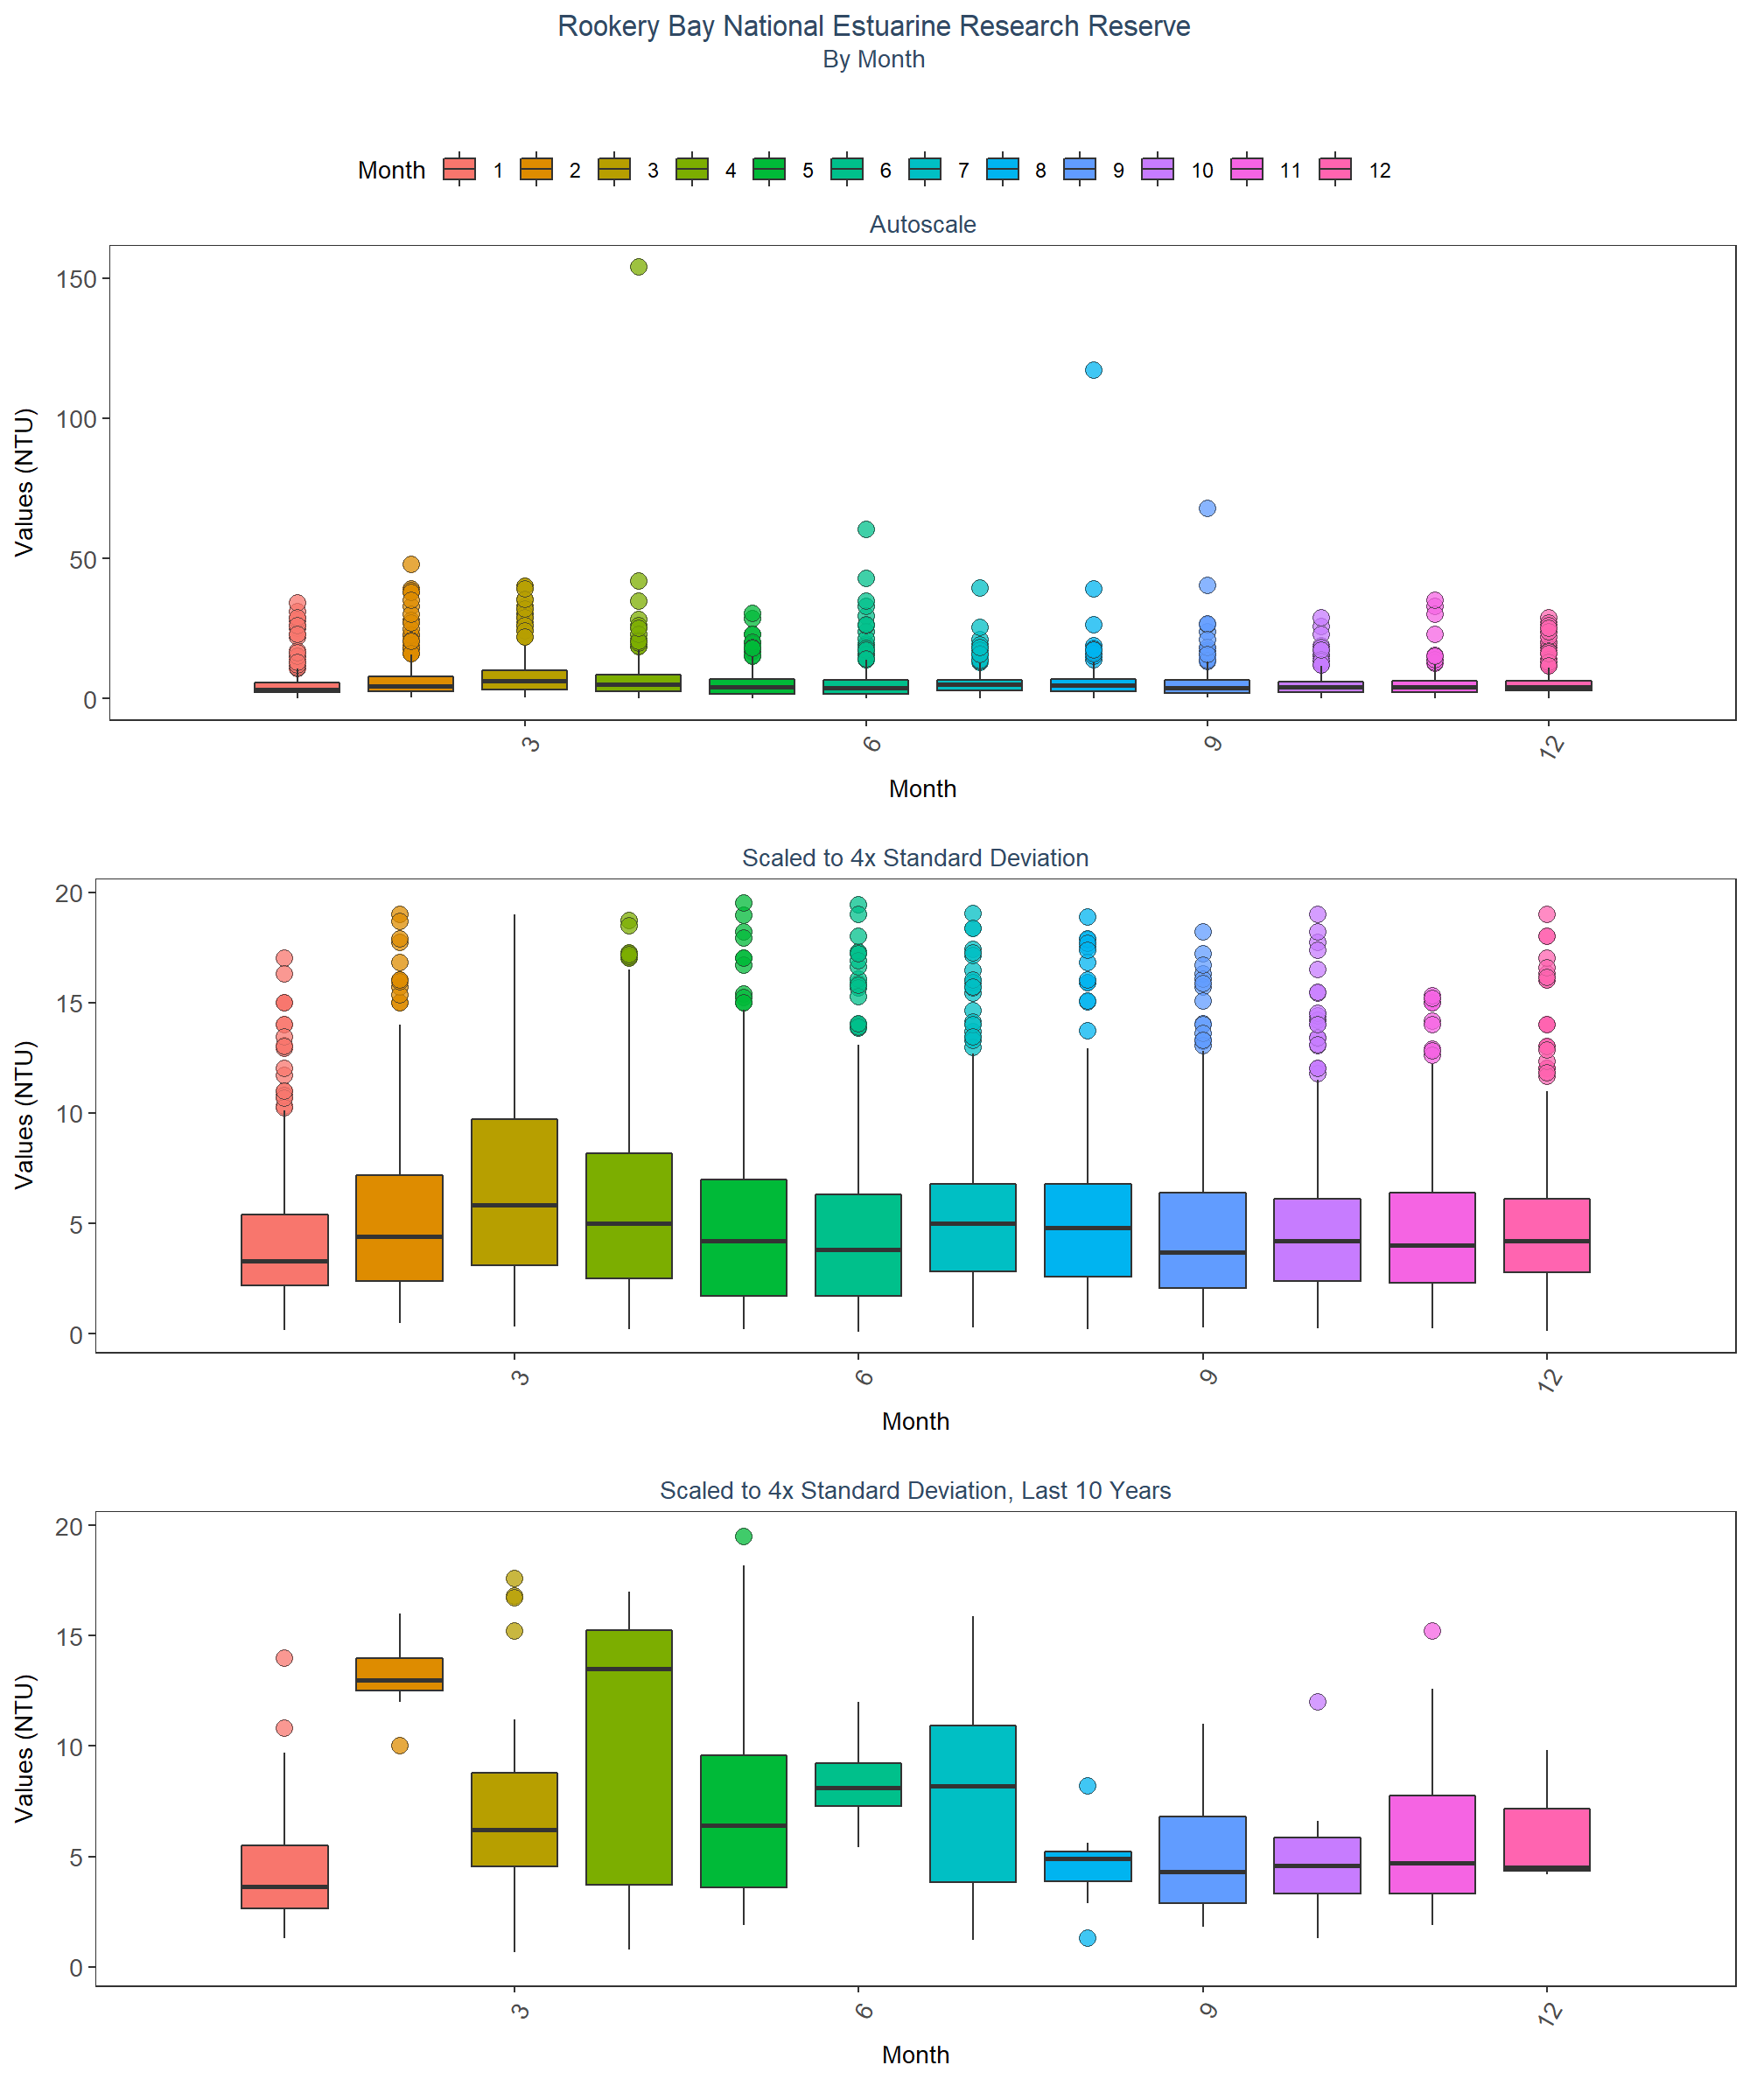 Rookery Bay National Estuarine Research Reserve
By Month
Month 1 2 3 4 5 6 7 8 9 10 11 12
Autoscale
150
100
50
0
Values (NTU)
3 6 9 12
Month
Scaled to 4x Standard Deviation
20
15
10
5
0
Values (NTU)
3 6 9 12
Month
Scaled to 4x Standard Deviation, Last 10 Years
20
15
10
5
0
Values (NTU)
3 6 9 12
Month